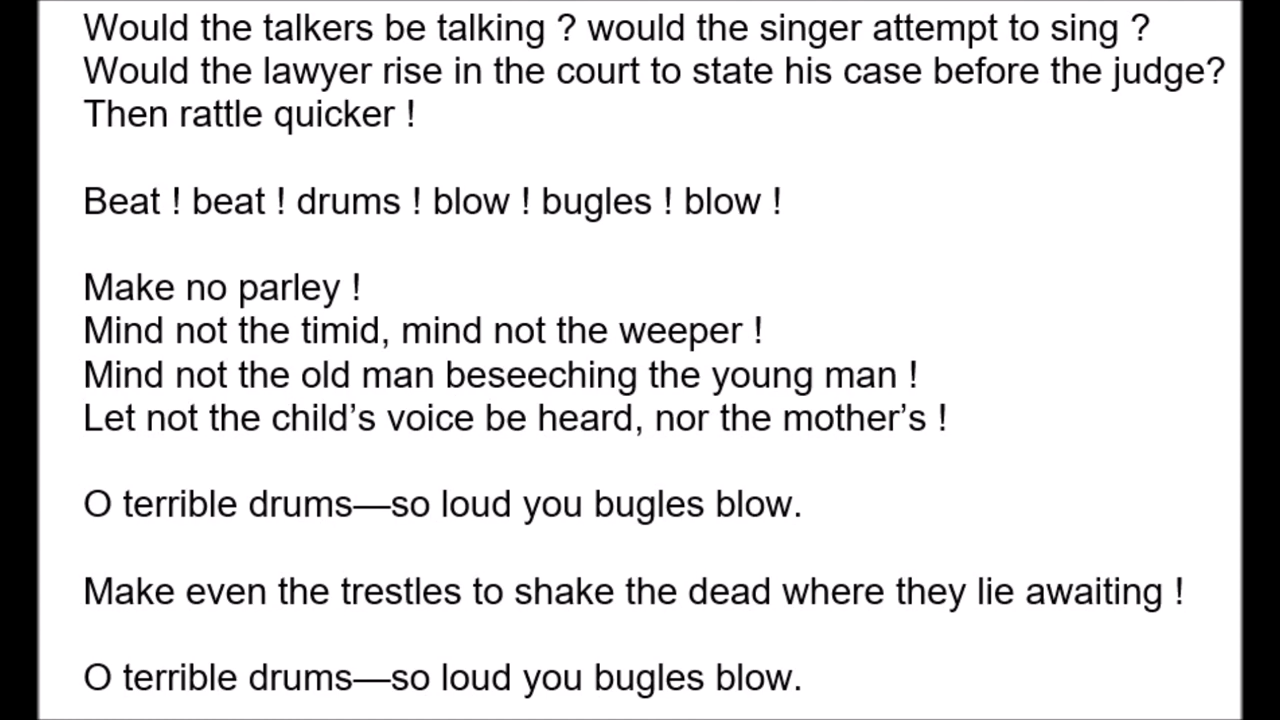 Would the talkers be talking ? would the singer attempt to sing ?
Would the lawyer rise in the court to state his case before the judge?
Then rattle quicker !
Beat ! beat ! drums ! blow ! bugles ! blow !
Make no parley !
Mind not the timid, mind not the weeper !
Mind not the old man beseeching the young man !
Let not the child’s voice be heard, nor the mother’s !
O terrible drums—so loud you bugles blow.
Make even the trestles to shake the dead where they lie awaiting !
O terrible drums—so loud you bugles blow.